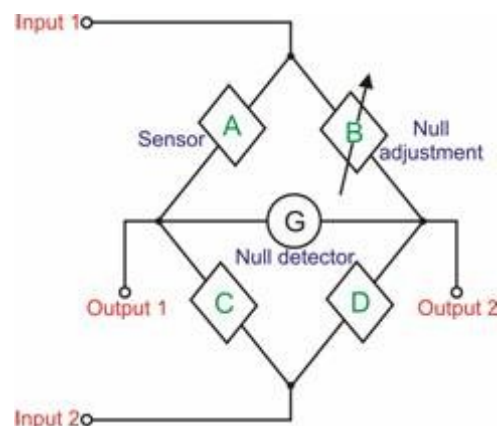 Input 1
A
B
Sensor
Null
adjustment
G
Null detector
C
D
Output 1
Output 2
Input 2